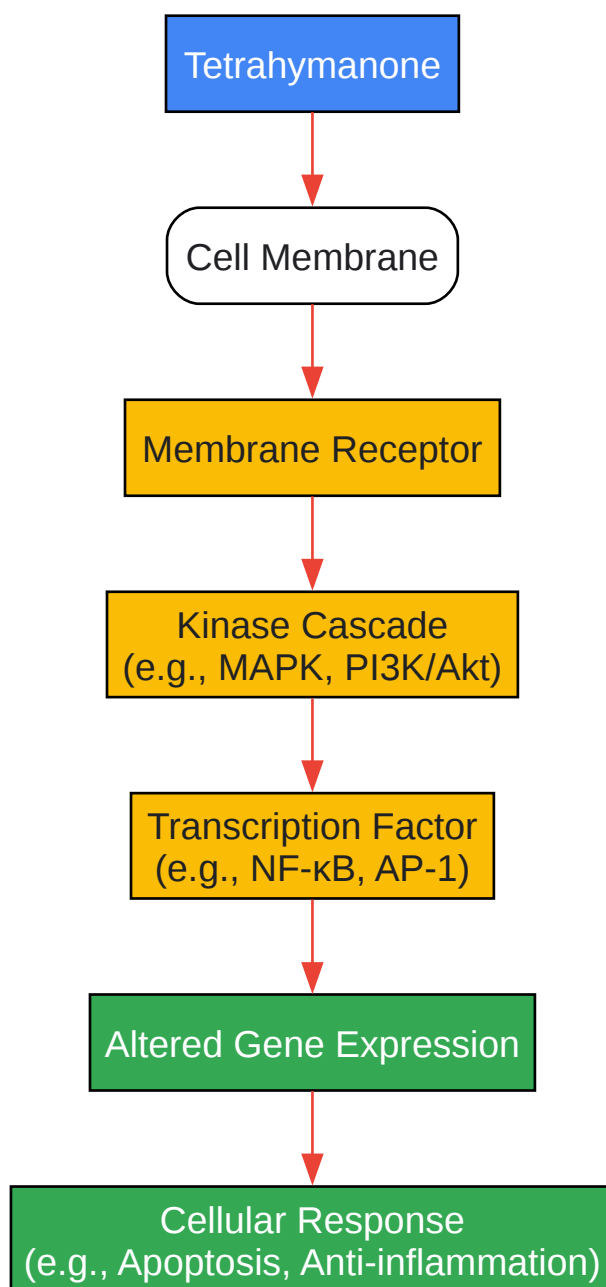 Tetrahymanone
Cell Membrane
Membrane Receptor
Kinase Cascade
(e.g., MAPK, PI3K/Akt)
Transcription Factor
(e.g., NF-κB, AP-1)
Altered Gene Expression
Cellular Response
(e.g., Apoptosis, Anti-inflammation)